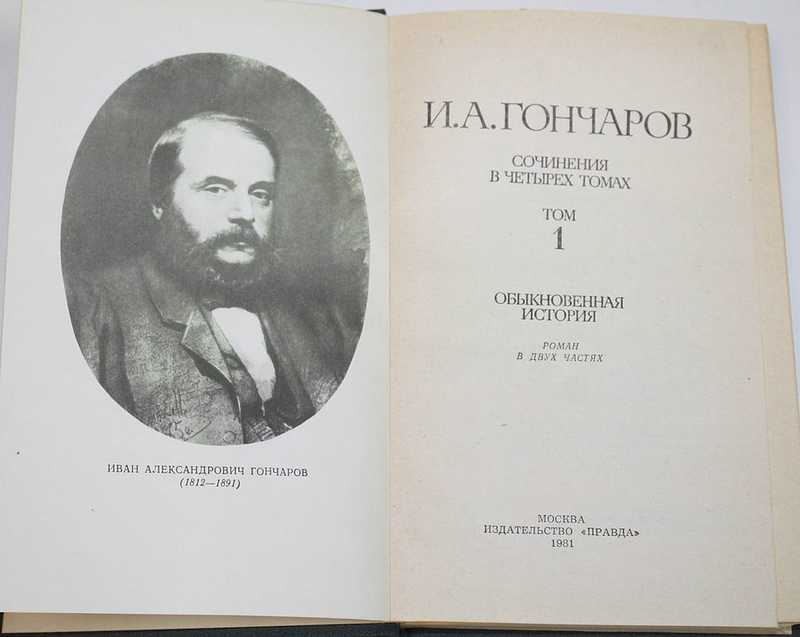 ИВАН АЛЕКСАНДРОВИЧ ГОНЧАРОВ
(1812—1891)
И.А.ГОНЧАРОВ
СОЧИНЕНИЯ
В ЧЕТЫРЕХ ТОМАХ
ТОМ
1
ОБЫКНОВЕННАЯ
ИСТОРИЯ
РОМАН
В ДВУХ ЧАСТЯХ
МОСКВА
ИЗДАТЕЛЬСТВО «ПРАВДА»
1981